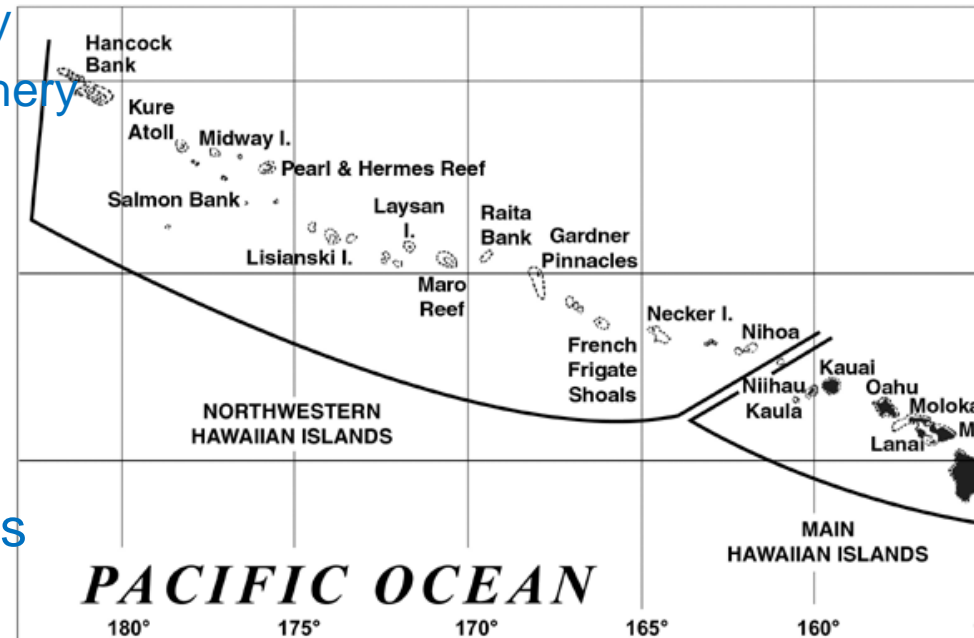 y
nery
s
Hancock
Bank
Kure
Atoll
Midway I.
Pearl & Hermes Reef
Salmon Bank
Laysan
I.
Lisianski I.
Maro
Reef
Raita
Bank
Gardner
Pinnacles
French
Frigate
Shoals
Necker I.
Nihoa
Niihau
Kaula
Kauai
Oahu
Moloka
Lanai
M
NORTHWESTERN
HAWAIIAN ISLANDS
MAIN
HAWAIIAN ISLANDS
PACIFIC OCEAN
180° 175° 170° 165° 160°